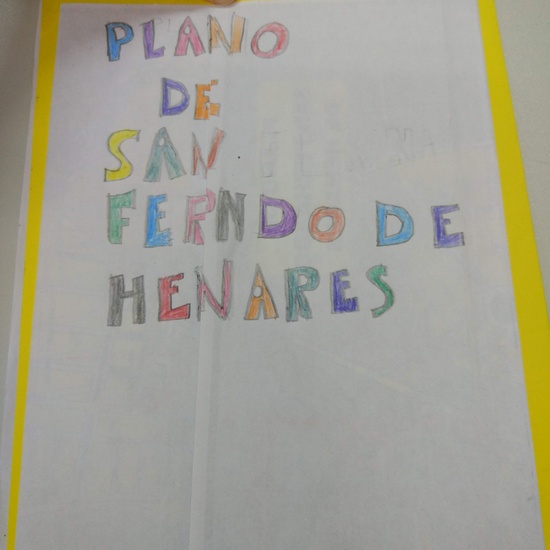 PLANO
DE
SAN
FERNDO DE
HENARES